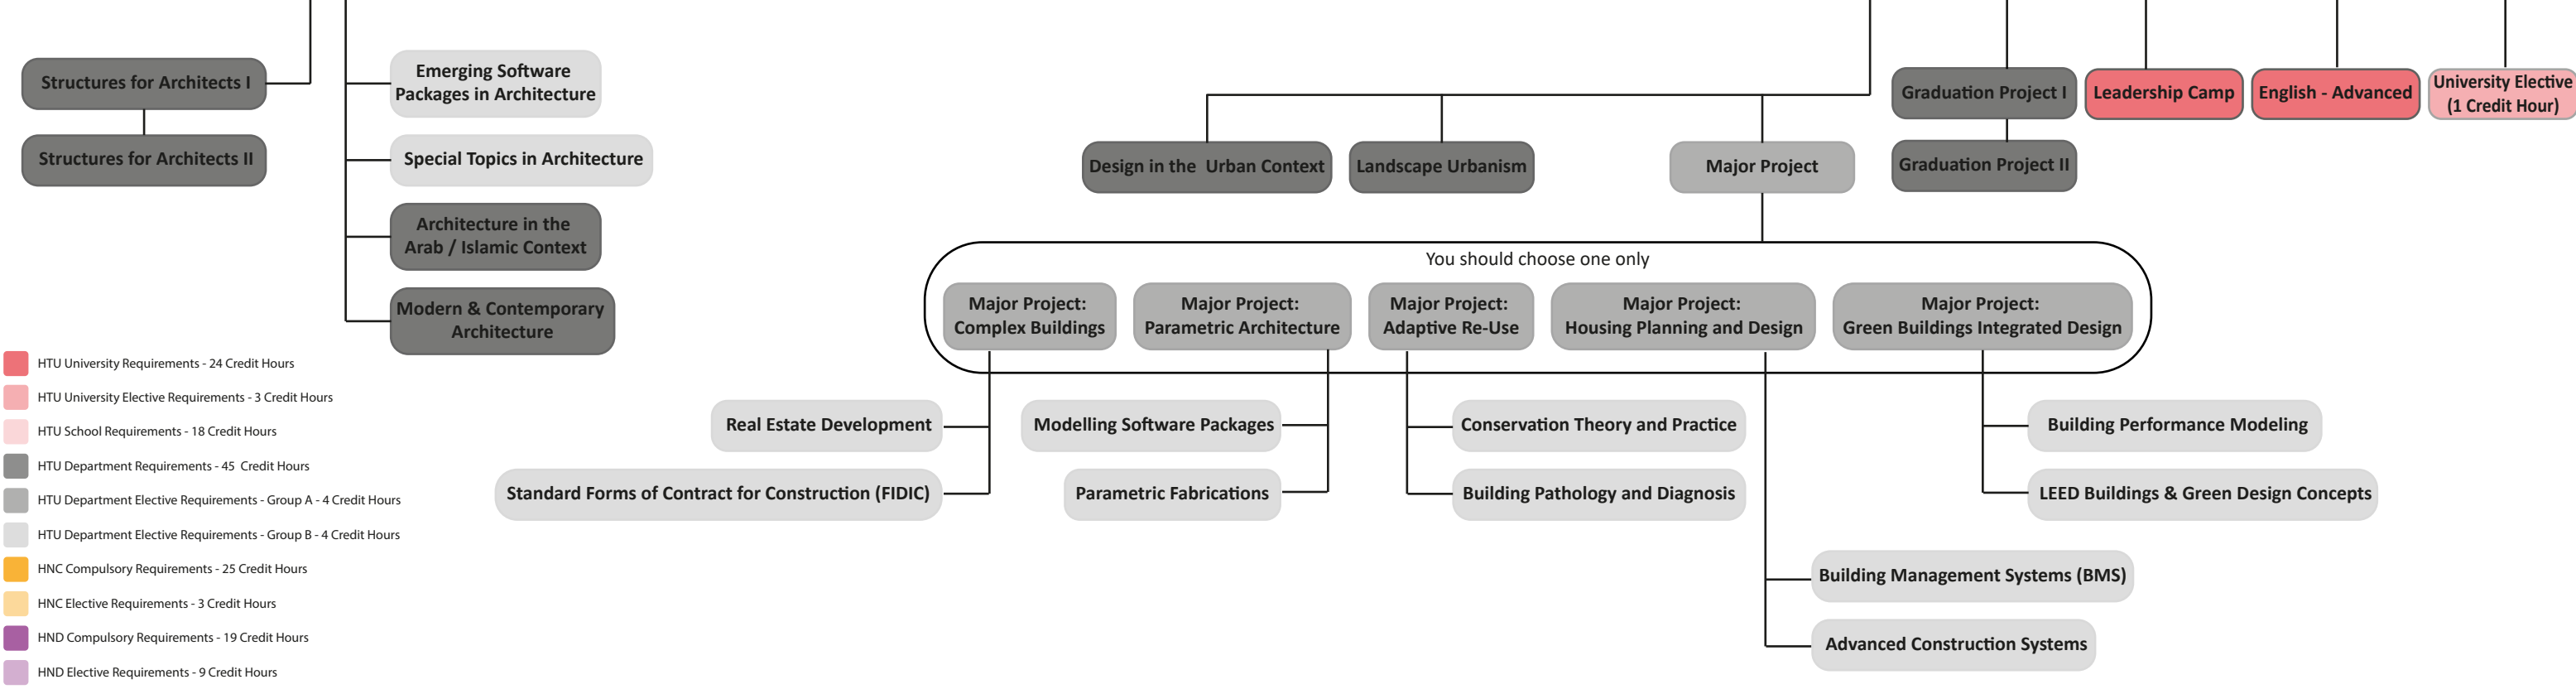 Structures for Architects I
Structures for Architects II
Emerging Software
Packages in Architecture
Special Topics in Architecture
Architecture in the
Arab / Islamic Context
Modern & Contemporary
Architecture
Graduation Project I
Leadership Camp
English - Advanced
University Elective
(1 Credit Hour)
Design in the Urban Context
Landscape Urbanism
Major Project
Graduation Project II
You should choose one only
Major Project:
Complex Buildings
Major Project:
Parametric Architecture
Major Project:
Adaptive Re-Use
Major Project:
Housing Planning and Design
Major Project:
Green Buildings Integrated Design
Real Estate Development
Standard Forms of Contract for Construction (FIDIC)
Modelling Software Packages
Parametric Fabrications
Conservation Theory and Practice
Building Pathology and Diagnosis
Building Performance Modeling
LEED Buildings & Green Design Concepts
Building Management Systems (BMS)
Advanced Construction Systems
HTU University Requirements - 24 Credit Hours
HTU University Elective Requirements - 3 Credit Hours
HTU School Requirements - 18 Credit Hours
HTU Department Requirements - 45 Credit Hours
HTU Department Elective Requirements - Group A - 4 Credit Hours
HTU Department Elective Requirements - Group B - 4 Credit Hours
HNC Compulsory Requirements - 25 Credit Hours
HNC Elective Requirements - 3 Credit Hours
HND Compulsory Requirements - 19 Credit Hours
HND Elective Requirements - 9 Credit Hours